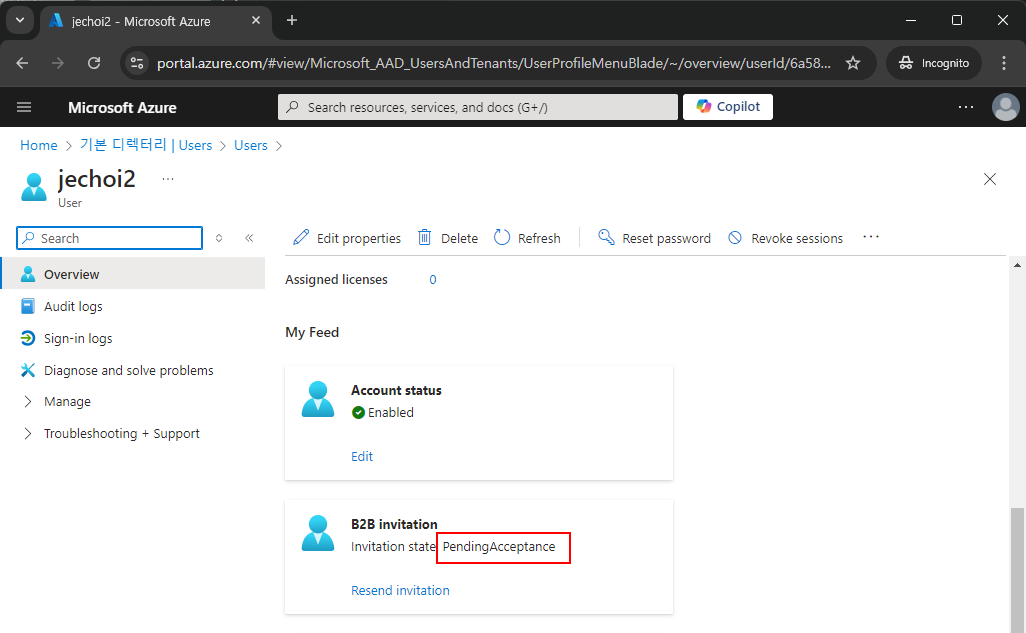 jechoi2 - Microsoft Azure
portal.azure.com/#view/Microsoft_AAD_UsersAndTenants/UserProfileMenuBlade/~/overview/userId/6a58... Incognito
Microsoft Azure Search resources, services, and docs (G+/) Copilot ...
Home > 기본 디렉터리 | Users > Users >
jechoi2 ...
User
Search
Edit properties Delete Refresh Reset password Revoke sessions ...
Overview
Audit logs
Sign-in logs
Diagnose and solve problems
Manage
Troubleshooting + Support
Assigned licenses 0
My Feed
Account status
Enabled
Edit
B2B invitation
Invitation state PendingAcceptance
Resend invitation